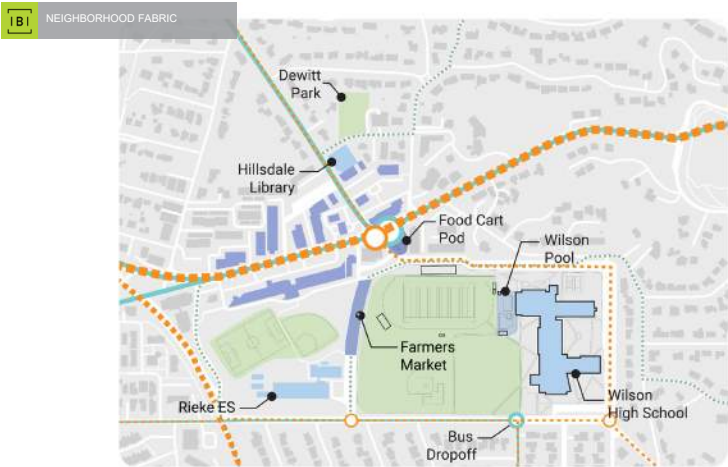 IBI
NEIGHBORHOOD FABRIC
Dewitt
Park
Hillsdale
Library
Food Cart
Pod
Wilson
Pool
Farmers
Market
Rieke ES
Wilson
High School
Bus
Dropoff